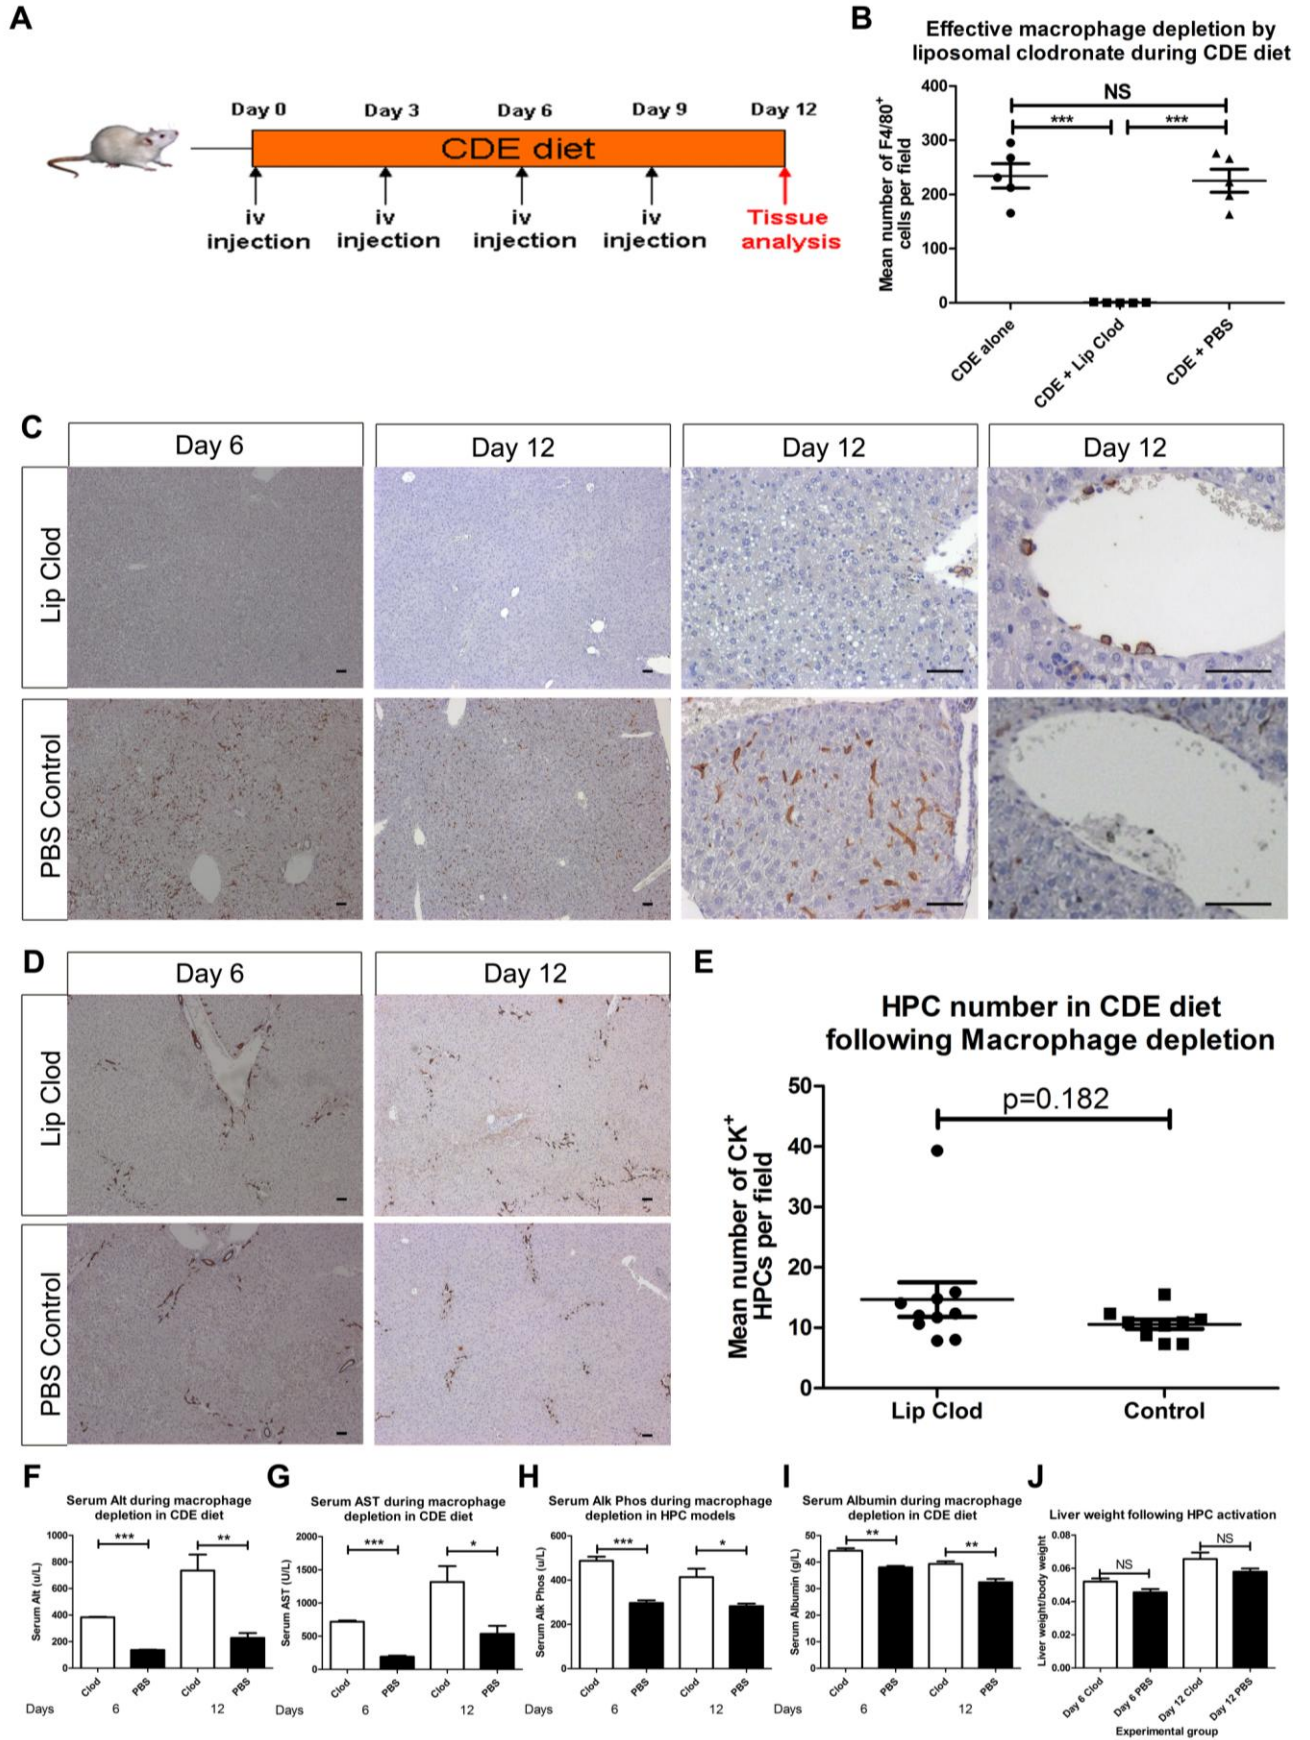 A
Day 0 Day 3 Day 6 Day 9 Day 12
CDE diet
iv injection
iv injection
iv injection
iv injection
Tissue analysis
B
Effective macrophage depletion by
liposomal clodronate during CDE diet
Mean number of F4/80+
cells per field
400
300
200
100
0
NS
*** ***
CDE alone
CDE + Lip Clod
CDE + PBS
C
Day 6 Day 12 Day 12 Day 12
Lip Clod
PBS Control
D
Day 6 Day 12
Lip Clod
PBS Control
E
HPC number in CDE diet
following Macrophage depletion
Mean number of CK+
HPCs per field
50
40
30
20
10
0
p=0.182
Lip Clod Control
F
Serum Alt during macrophage
depletion in CDE diet
Serum Alt (u/L)
1000
800
600
400
200
0
*** **
Clod PBS Clod PBS
Days 6 12
G
Serum AST during macrophage
depletion in CDE diet
Serum AST (U/L)
2000
1500
1000
500
0
*** *
Clod PBS Clod PBS
Days 6 12
H
Serum Alk Phos during macrophage
depletion in HPC models
Serum Alk Phos (u/L)
600
400
200
0
*** *
Clod PBS Clod PBS
Days 6 12
I
Serum Albumin during macrophage
depletion in CDE diet
Serum Albumin (g/L)
50
40
30
20
10
0
** **
Clod PBS Clod PBS
Days 6 12
J
Liver weight following HPC activation
Liver weight/body weight
0.08
0.06
0.04
0.02
0.00
NS NS
Day 6 Clod
Day 6 PBS
Day 12 Clod
Day 12 PBS
Experimental group